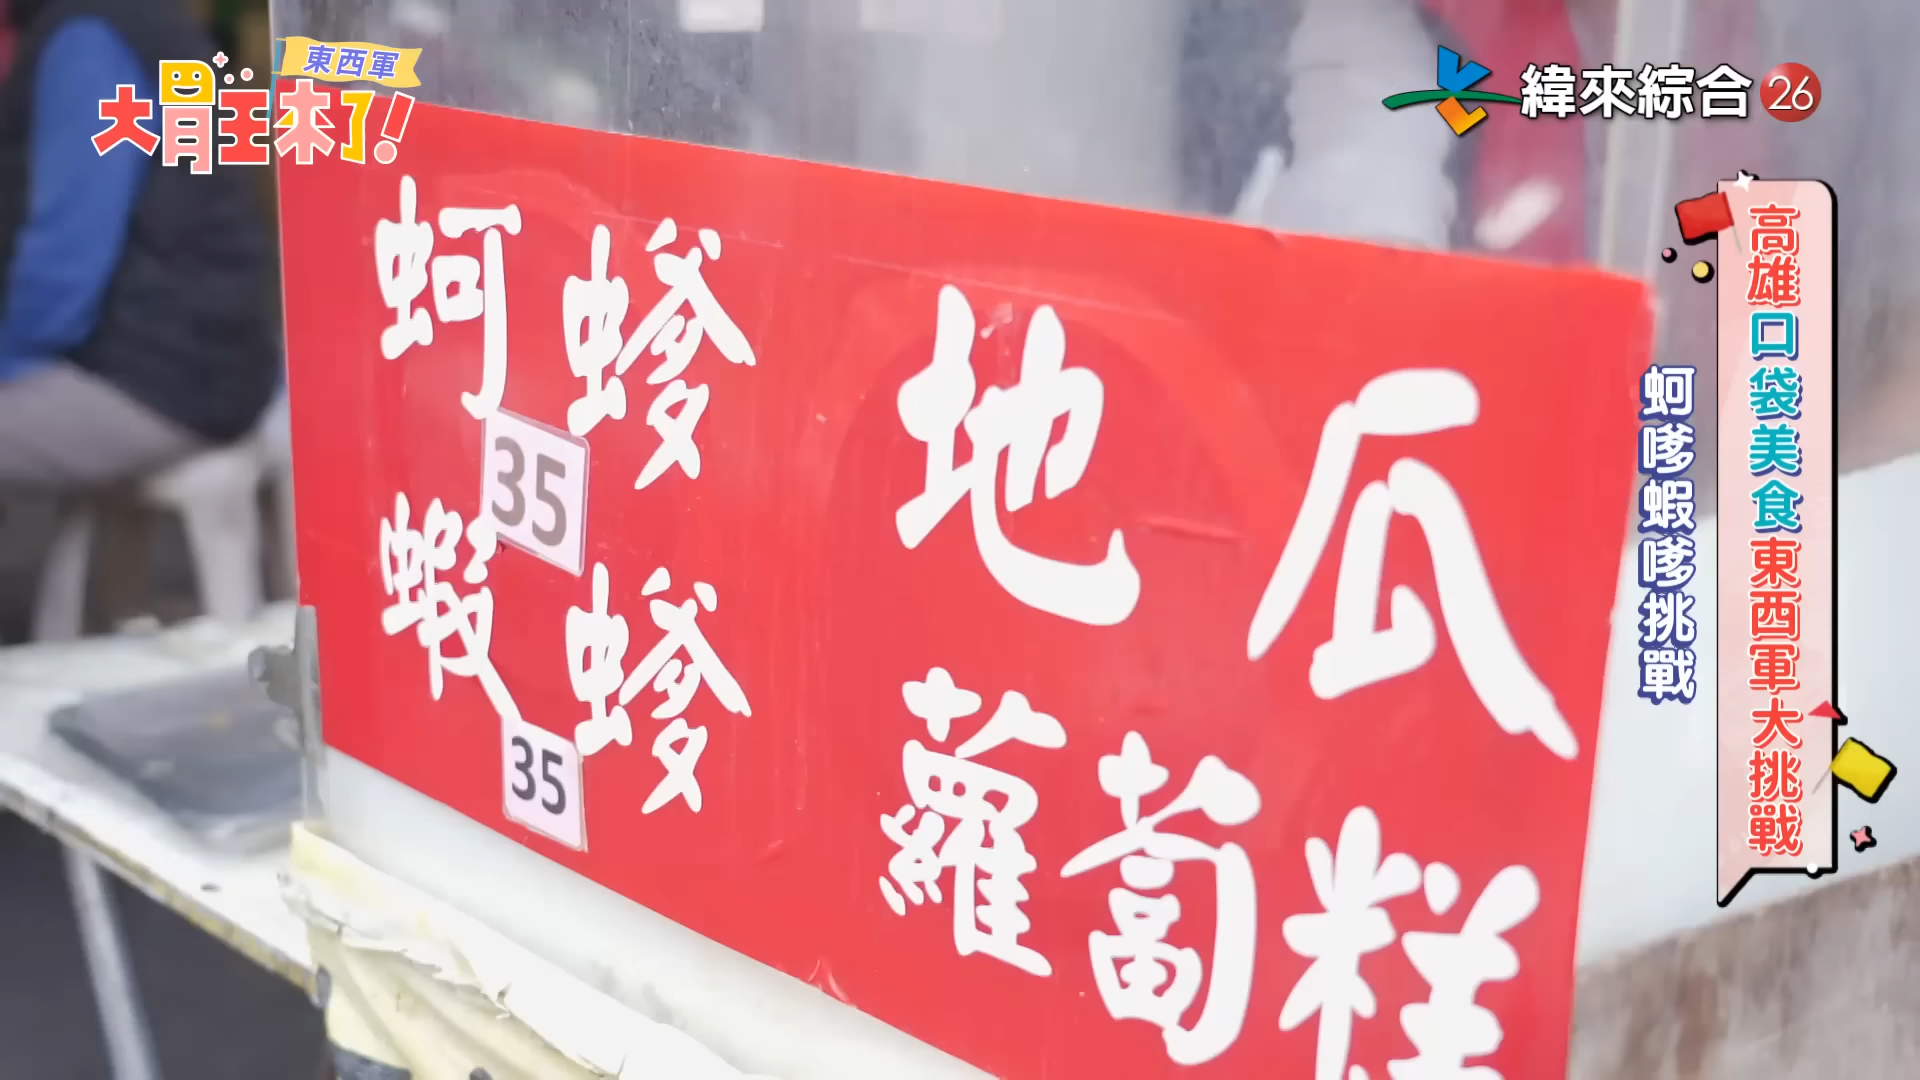 東西軍
大胃王來了!
緯來綜合 26
高雄口袋美食東西軍大挑戰
蚵嗲蝦嗲挑戰
蚵
35
蝦
35
地瓜
蘿蔔糕